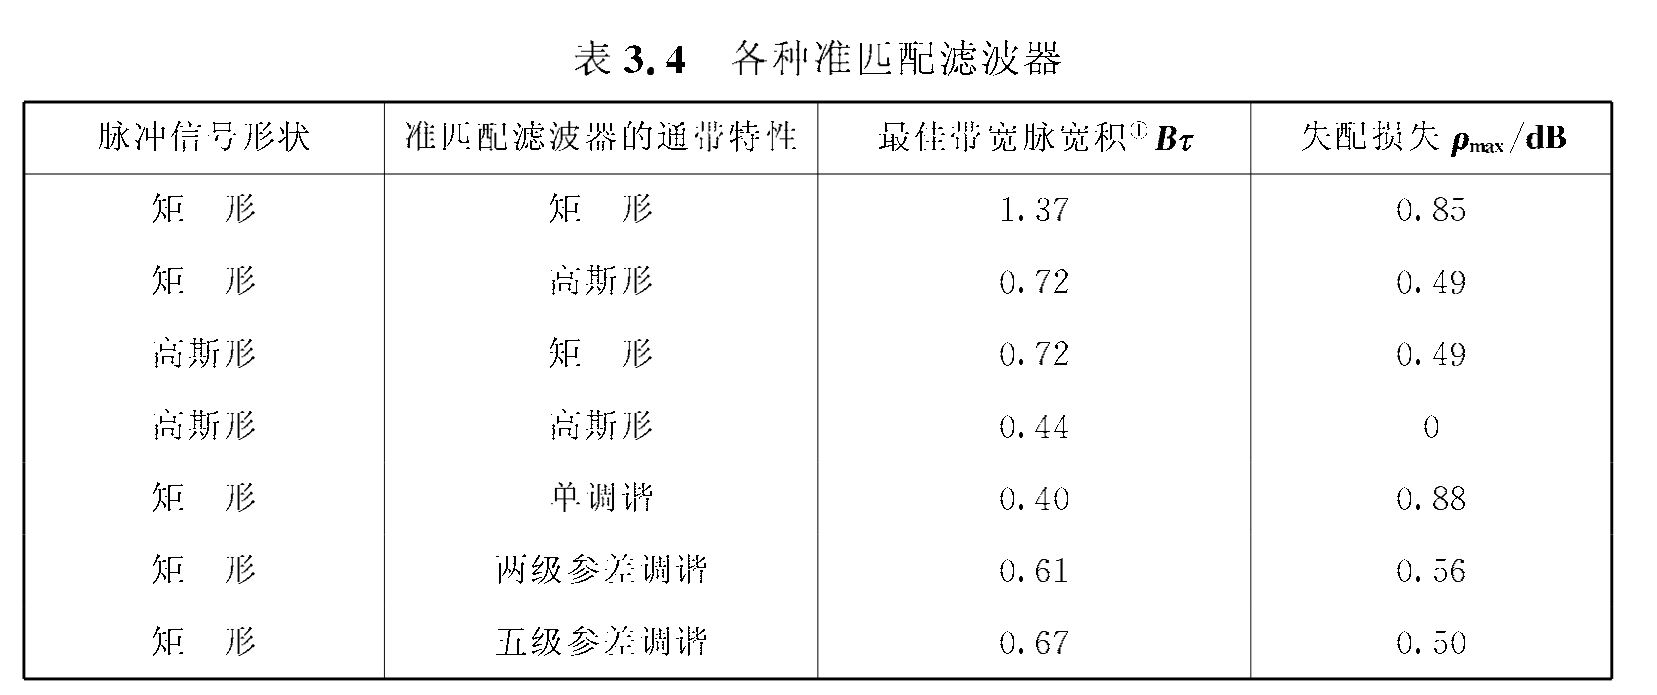 表 3.4 各种准匹配滤波器
脉冲信号形状 准匹配滤波器的通带特性 最佳带宽脉宽积① Bτ 失配损失 ρmax/dB
矩 形 矩 形 1.37 0.85
矩 形 高斯形 0.72 0.49
高斯形 矩 形 0.72 0.49
高斯形 高斯形 0.44 0
矩 形 单调谐 0.40 0.88
矩 形 两级参差调谐 0.61 0.56
矩 形 五级参差调谐 0.67 0.50